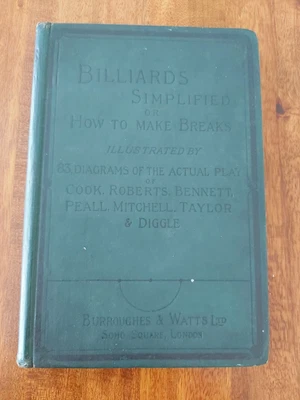 BILLIARDS
SIMPLIFIED
OR
HOW TO MAKE BREAKS
ILLUSTRATED BY
83 DIAGRAMS OF THE ACTUAL PLAY
OF
COOK, ROBERTS, BENNETT,
PEALL, MITCHELL, TAYLOR
& DIGGLE
BURROUGHES & WATTS LTD
SOHO SQUARE, LONDON